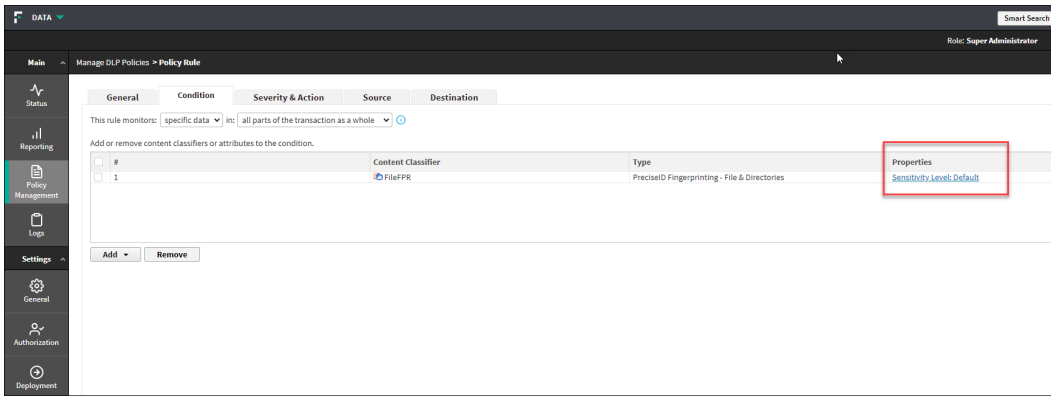 DATA
Smart Search
Role: Super Administrator
Main
Manage DLP Policies > Policy Rule
Status
Reporting
Policy
Management
Logs
Settings
General
Authorization
Deployment
General Condition Severity & Action Source Destination
This rule monitors: specific data in: all parts of the transaction as a whole
Add or remove content classifiers or attributes to the condition.
# Content Classifier Type Properties
1 FileFPR PreciseID Fingerprinting - File & Directories Sensitivity Level: Default
Add Remove